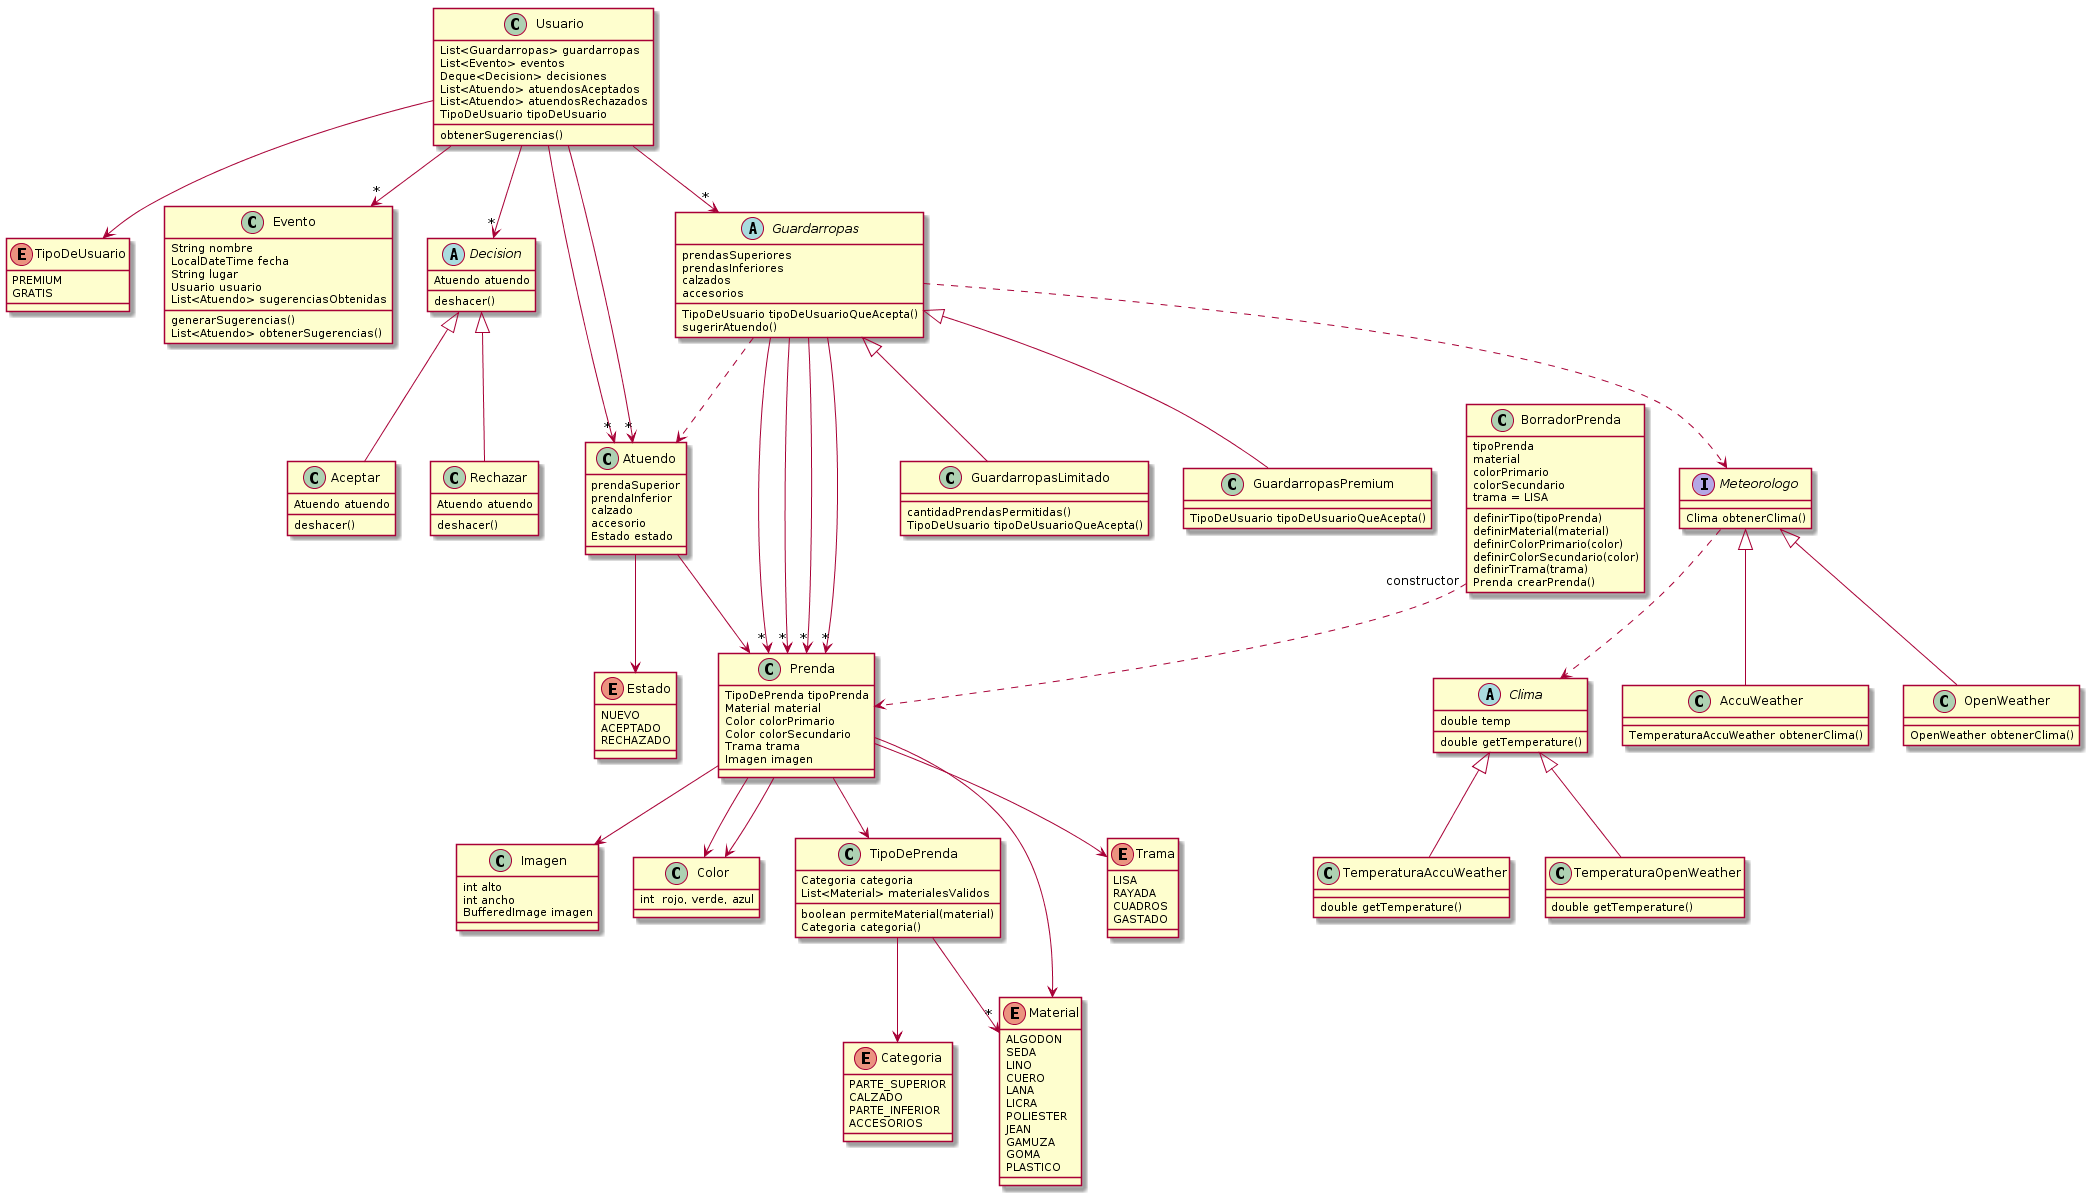 C Usuario
List<Guardarropas> guardarropas
List<Evento> eventos
Deque<Decision> decisiones
List<Atuendo> atuendosAceptados
List<Atuendo> atuendosRechazados
TipoDeUsuario tipoDeUsuario
obtenerSugerencias()
*
*
*
E TipoDeUsuario
PREMIUM
GRATIS
C Evento
String nombre
LocalDateTime fecha
String lugar
Usuario usuario
List<Atuendo> sugerenciasObtenidas
generarSugerencias()
List<Atuendo> obtenerSugerencias()
A Decision
Atuendo atuendo
deshacer()
A Guardarropas
prendasSuperiores
prendasInferiores
calzados
accesorios
TipoDeUsuario tipoDeUsuarioQueAcepta()
sugerirAtuendo()
*
*
C Aceptar
Atuendo atuendo
deshacer()
C Rechazar
Atuendo atuendo
deshacer()
C Atuendo
prendaSuperior
prendaInferior
calzado
accesorio
Estado estado
C GuardarropasLimitado
cantidadPrendasPermitidas()
TipoDeUsuario tipoDeUsuarioQueAcepta()
C GuardarropasPremium
TipoDeUsuario tipoDeUsuarioQueAcepta()
C BorradorPrenda
tipoPrenda
material
colorPrimario
colorSecundario
trama = LISA
definirTipo(tipoPrenda)
definirMaterial(material)
definirColorPrimario(color)
definirColorSecundario(color)
definirTrama(trama)
Prenda crearPrenda()
constructor
I Meteorologo
Clima obtenerClima()
*
*
*
*
E Estado
NUEVO
ACEPTADO
RECHAZADO
C Prenda
TipoDePrenda tipoPrenda
Material material
Color colorPrimario
Color colorSecundario
Trama trama
Imagen imagen
A Clima
double temp
double getTemperature()
C AccuWeather
TemperaturaAccuWeather obtenerClima()
C OpenWeather
OpenWeather obtenerClima()
C Imagen
int alto
int ancho
BufferedImage imagen
C Color
int  rojo, verde, azul
C TipoDePrenda
Categoria categoria
List<Material> materialesValidos
boolean permiteMaterial(material)
Categoria categoria()
E Trama
LISA
RAYADA
CUADROS
GASTADO
C TemperaturaAccuWeather
double getTemperature()
C TemperaturaOpenWeather
double getTemperature()
*
E Categoria
PARTE_SUPERIOR
CALZADO
PARTE_INFERIOR
ACCESORIOS
E Material
ALGODON
SEDA
LINO
CUERO
LANA
LICRA
POLIESTER
JEAN
GAMUZA
GOMA
PLASTICO